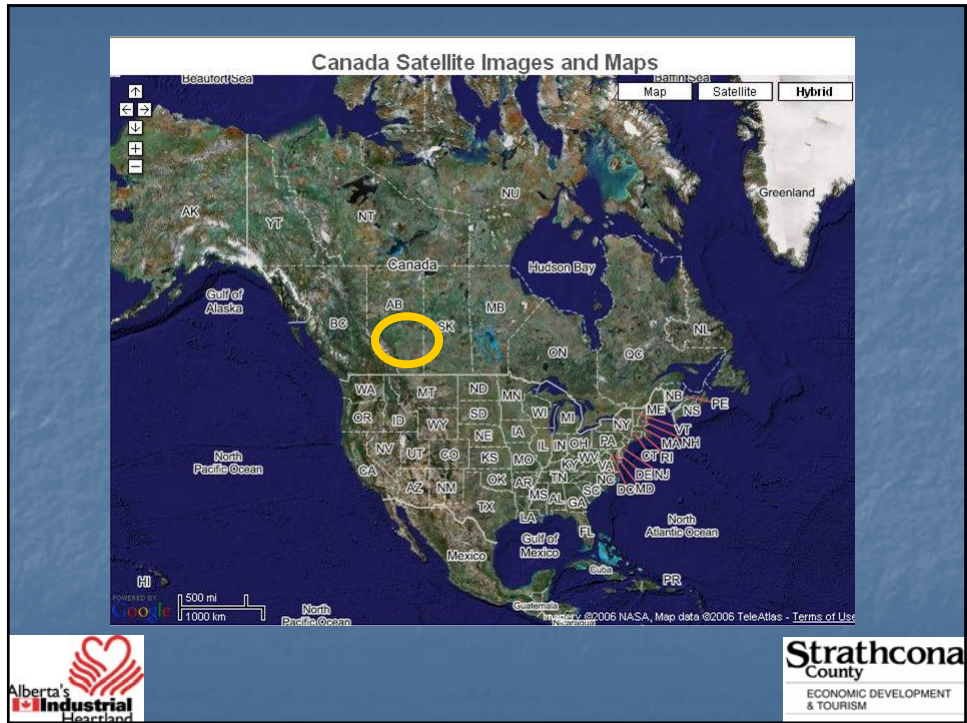 Canada Satellite Images and Maps
Beaufort Sea
Baffin Sea
Map Satellite Hybrid
Greenland
NU
AK
YT
NT
Canada
Hudson Bay
Gulf of
Alaska
AB
MB
BC
SK
NL
ON
QC
WA
MT
ND
MN
NB
PE
ME
NS
OR
ID
WY
SD
WI
MI
NY
VT
MA NH
NE
IA
PA
CT RI
NV
UT
CO
KS
MO
IL IN OH
WV
KY
VA
DE NJ
North
Pacific Ocean
CA
AZ
NM
OK
AR
TN
NC
DC MD
SC
MS AL GA
TX
LA
FL
North
Atlantic Ocean
Gulf of
Mexico
Mexico
Cuba
PR
HI
POWERED BY
Google
500 mi
1000 km
North
Pacific Ocean
Guatemala
Nicaragua
Imagery ©2006 NASA, Map data ©2006 TeleAtlas - Terms of Use
Alberta's
Industrial
Heartland
Strathcona
County
ECONOMIC DEVELOPMENT
& TOURISM